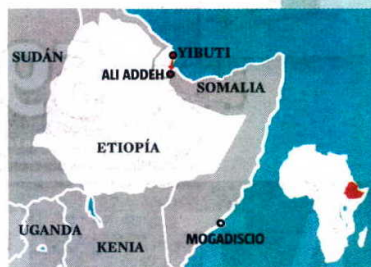 SUDÁN
YIBUTI
ALI ADDEH
SOMALIA
ETIOPÍA
UGANDA
KENIA
MOGADISCIO